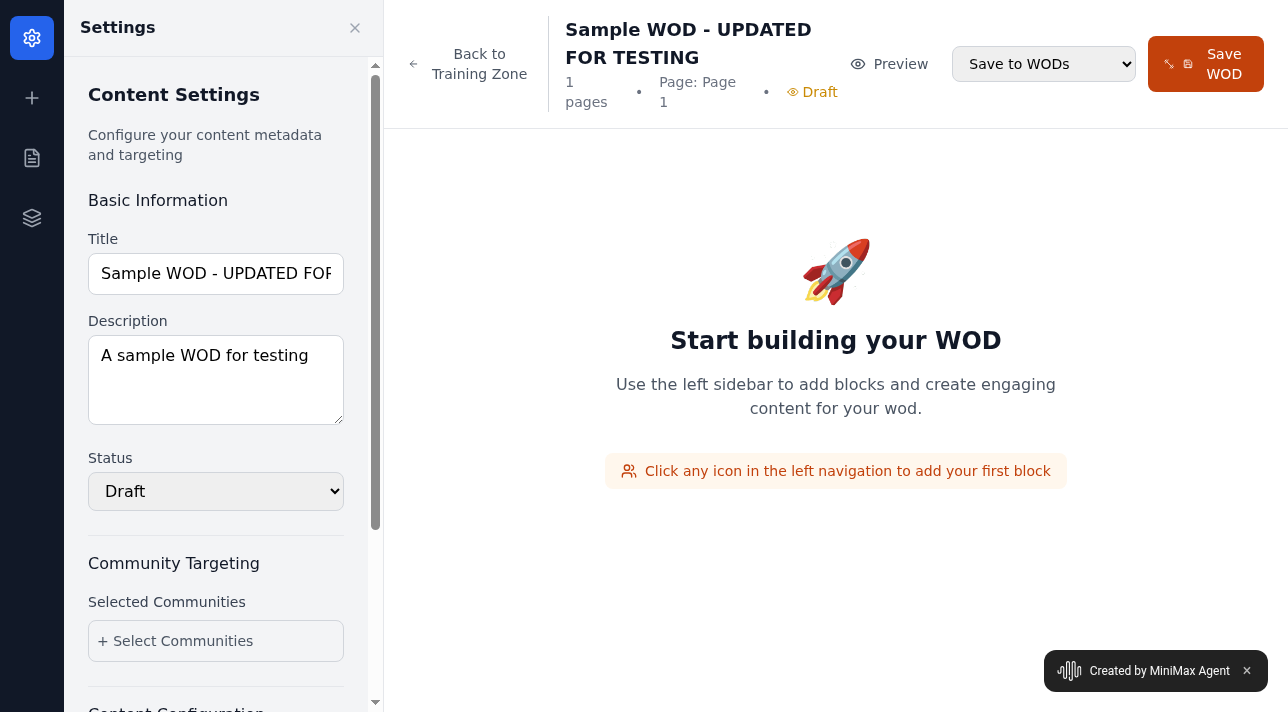 Settings
×
Content Settings
Configure your content metadata
and targeting
Basic Information
Title
Sample WOD - UPDATED FOR
Description
A sample WOD for testing
Status
Draft
Community Targeting
Selected Communities
+ Select Communities
Content Configuration
Back to
Training Zone
Sample WOD - UPDATED
FOR TESTING
1
pages
•
Page: Page
1
•
Draft
Preview
Save to WODs
Save
WOD
Start building your WOD
Use the left sidebar to add blocks and create engaging
content for your wod.
Click any icon in the left navigation to add your first block
Created by MiniMax Agent
×